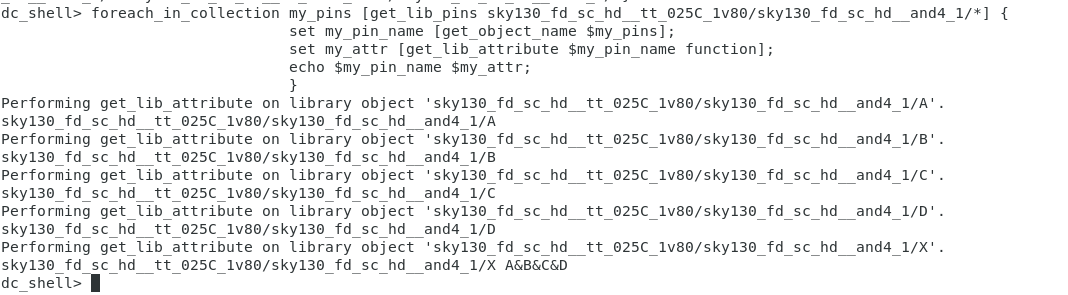 dc_shell> foreach_in_collection my_pins [get_lib_pins sky130_fd_sc_hd__tt_025C_1v80/sky130_fd_sc_hd__and4_1/*] {
set my_pin_name [get_object_name $my_pins];
set my_attr [get_lib_attribute $my_pin_name function];
echo $my_pin_name $my_attr;
}
Performing get_lib_attribute on library object 'sky130_fd_sc_hd__tt_025C_1v80/sky130_fd_sc_hd__and4_1/A'.
sky130_fd_sc_hd__tt_025C_1v80/sky130_fd_sc_hd__and4_1/A
Performing get_lib_attribute on library object 'sky130_fd_sc_hd__tt_025C_1v80/sky130_fd_sc_hd__and4_1/B'.
sky130_fd_sc_hd__tt_025C_1v80/sky130_fd_sc_hd__and4_1/B
Performing get_lib_attribute on library object 'sky130_fd_sc_hd__tt_025C_1v80/sky130_fd_sc_hd__and4_1/C'.
sky130_fd_sc_hd__tt_025C_1v80/sky130_fd_sc_hd__and4_1/C
Performing get_lib_attribute on library object 'sky130_fd_sc_hd__tt_025C_1v80/sky130_fd_sc_hd__and4_1/D'.
sky130_fd_sc_hd__tt_025C_1v80/sky130_fd_sc_hd__and4_1/D
Performing get_lib_attribute on library object 'sky130_fd_sc_hd__tt_025C_1v80/sky130_fd_sc_hd__and4_1/X'.
sky130_fd_sc_hd__tt_025C_1v80/sky130_fd_sc_hd__and4_1/X A&B&C&D
dc_shell>